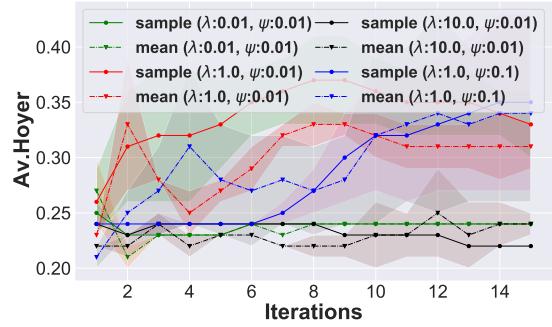 sample (λ:0.01, ψ:0.01) sample (λ:10.0, ψ:0.01)
mean (λ:0.01, ψ:0.01) mean (λ:10.0, ψ:0.01)
sample (λ:1.0, ψ:0.01) sample (λ:1.0, ψ:0.1)
mean (λ:1.0, ψ:0.01) mean (λ:1.0, ψ:0.1)
Av.Hoyer
0.40
0.35
0.30
0.25
0.20
2 4 6 8 10 12 14
Iterations